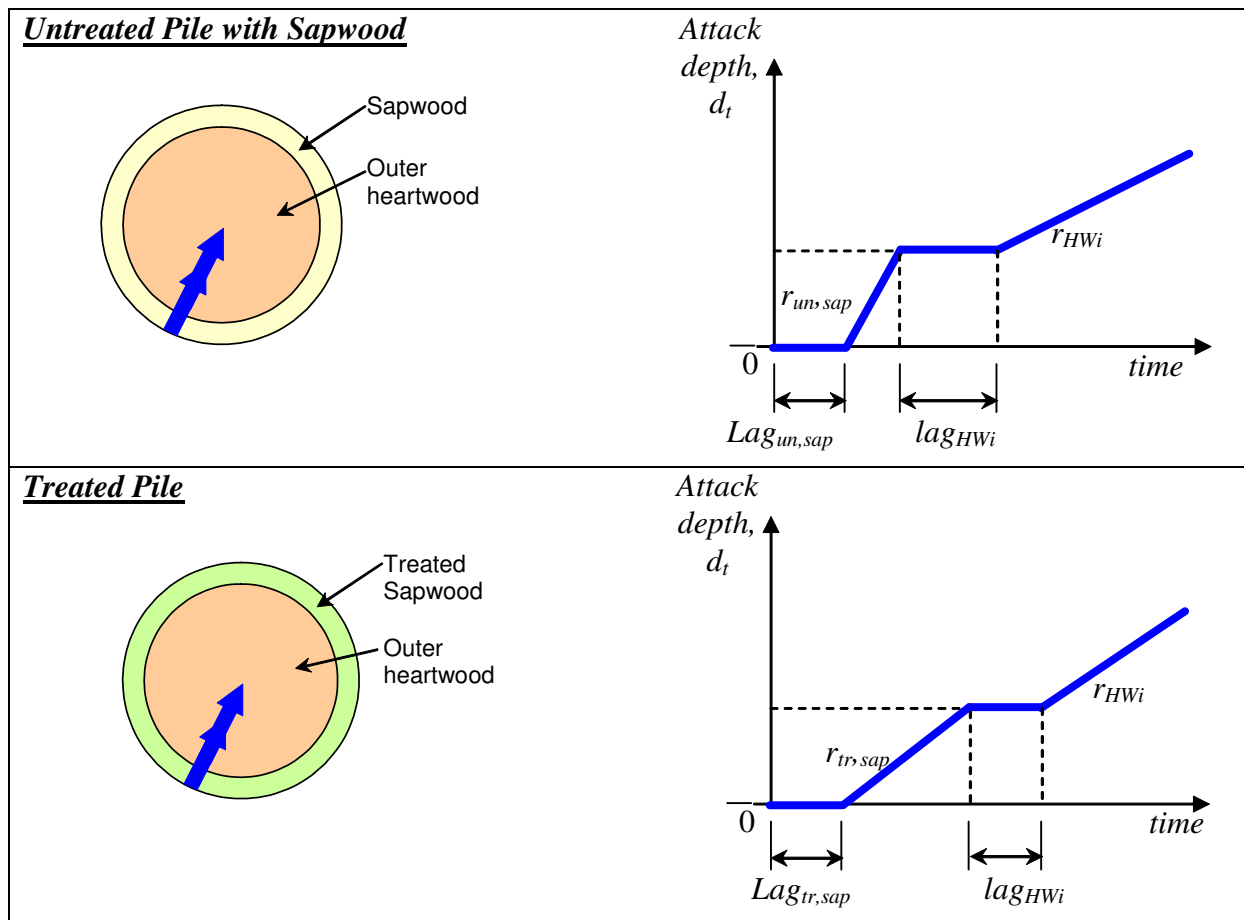 Untreated Pile with Sapwood
Sapwood
Outer
heartwood
Attack
depth,
d_t
r_un,sap
r_HWi
0
time
Lag_un,sap
lag_HWi
Treated Pile
Treated
Sapwood
Outer
heartwood
Attack
depth,
d_t
r_tr,sap
r_HWi
0
time
Lag_tr,sap
lag_HWi